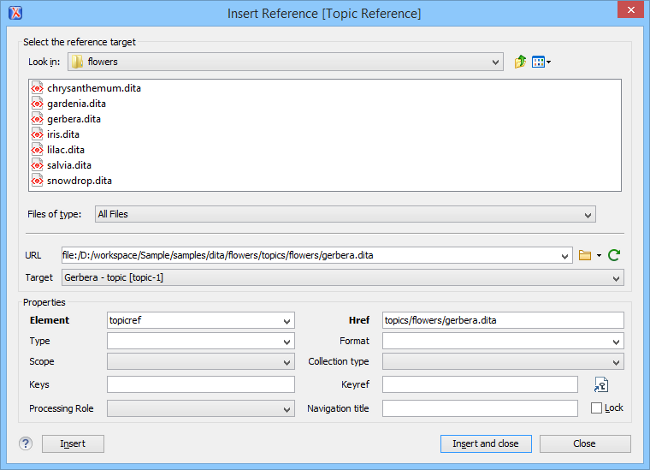 Insert Reference [Topic Reference]
Select the reference target
Look in: flowers
chrysanthemum.dita
gardenia.dita
gerbera.dita
iris.dita
lilac.dita
salvia.dita
snowdrop.dita
Files of type: All Files
URL file:/D:/workspace/Sample/samples/dita/flowers/topics/flowers/gerbera.dita
Target Gerbera - topic [topic-1]
Properties
Element topicref Href topics/flowers/gerbera.dita
Type Format
Scope Collection type
Keys Keyref
Processing Role Navigation title Lock
? Insert Insert and close Close